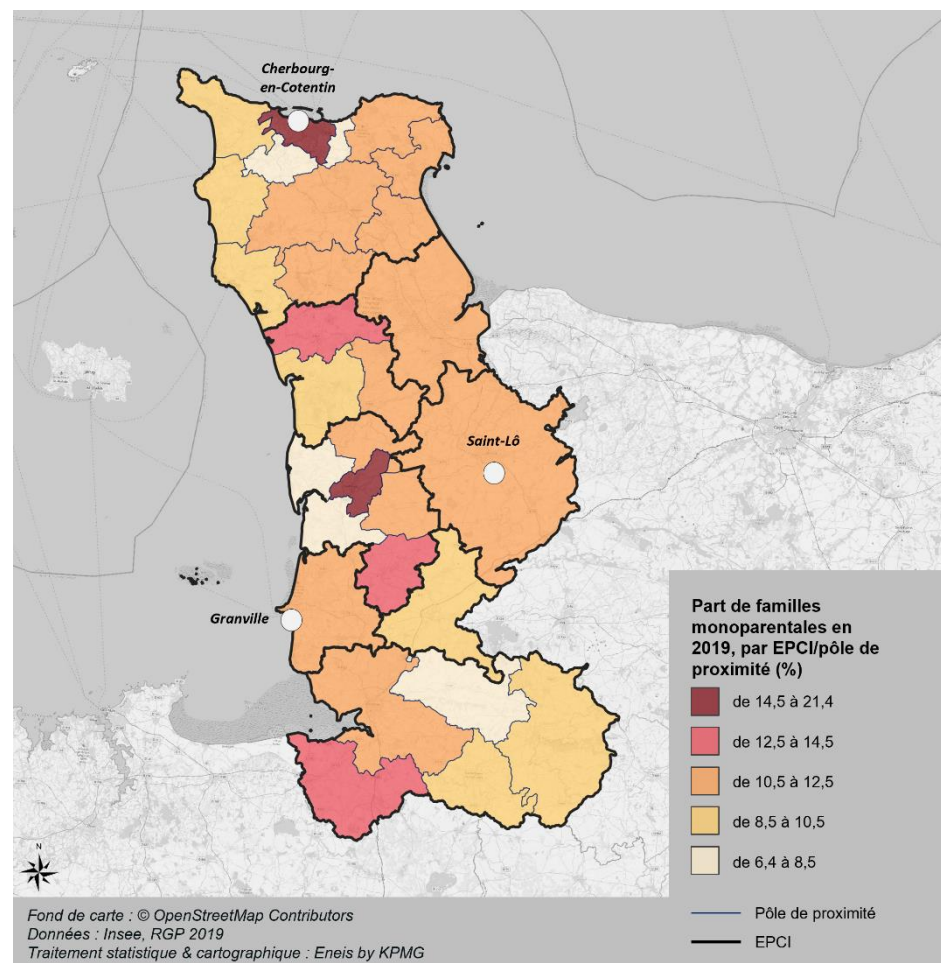 Cherbourg-
en-Cotentin
Saint-Lô
Granville
Part de familles
monoparentales en
2019, par EPCI/pôle de
proximité (%)
de 14,5 à 21,4
de 12,5 à 14,5
de 10,5 à 12,5
de 8,5 à 10,5
de 6,4 à 8,5
Pôle de proximité
EPCI
N
Fond de carte : © OpenStreetMap Contributors
Données : Insee, RGP 2019
Traitement statistique & cartographique : Eneis by KPMG